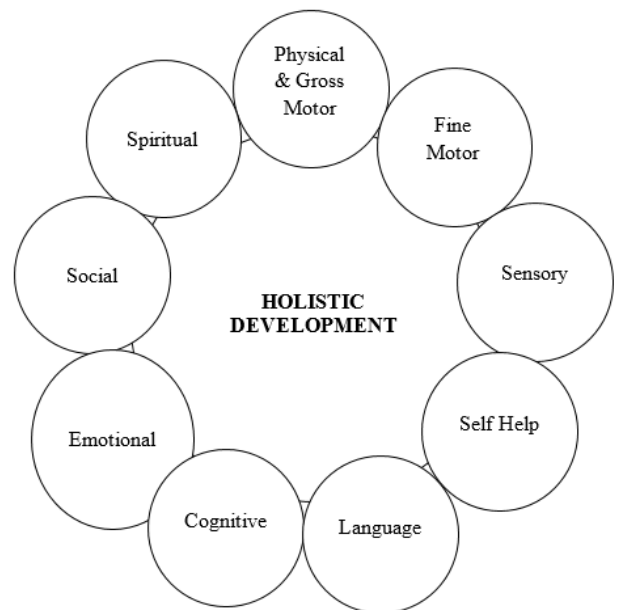 Physical
& Gross
Motor
Fine
Motor
Sensory
Self Help
Language
Cognitive
Emotional
Social
Spiritual
HOLISTIC
DEVELOPMENT